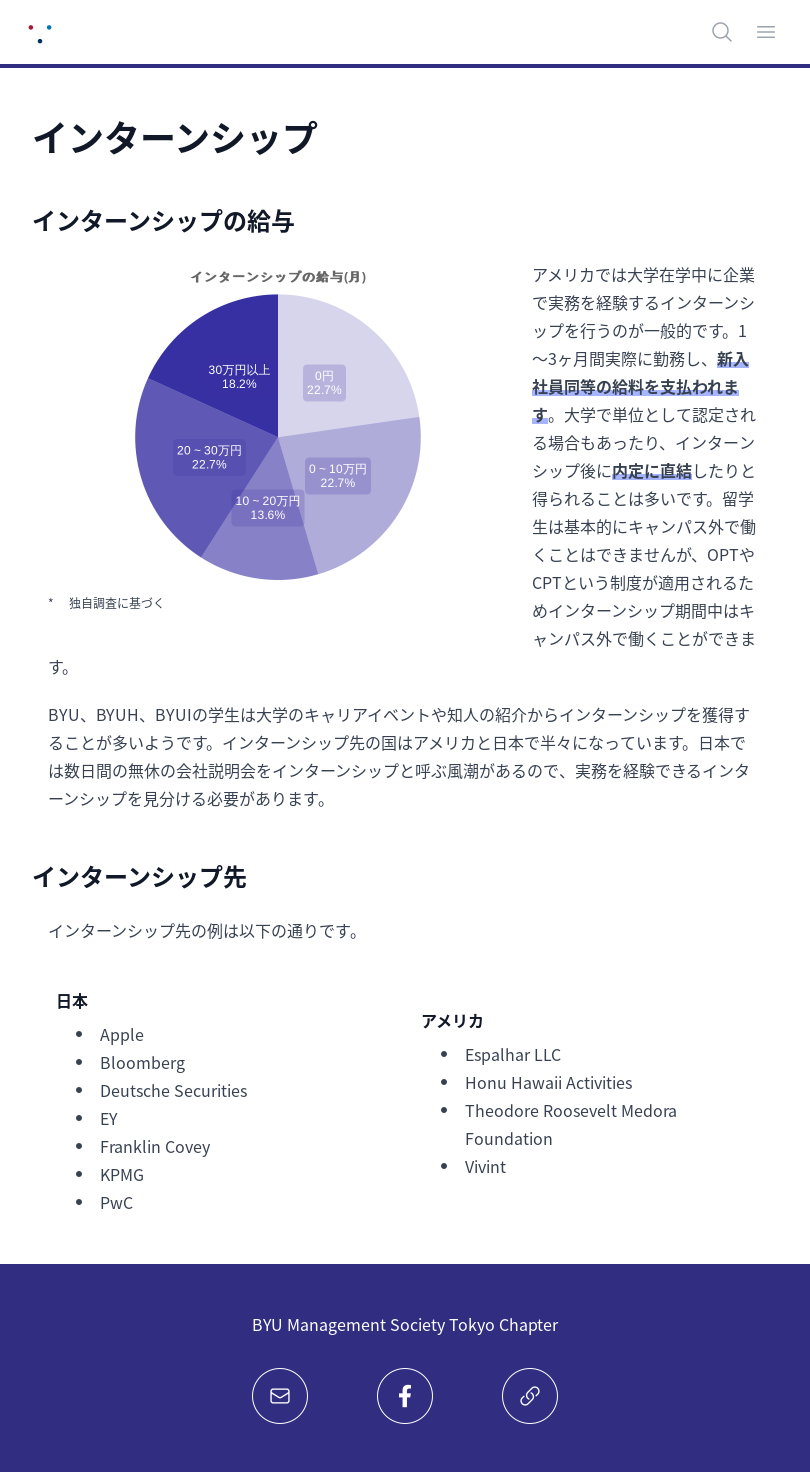 インターンシップ
インターンシップの給与
インターンシップの給与(月)
30万円以上
18.2%
0円
22.7%
20 ~ 30万円
22.7%
0 ~ 10万円
22.7%
10 ~ 20万円
13.6%
* 独自調査に基づく
アメリカでは大学在学中に企業
で実務を経験するインターンシ
ップを行うのが一般的です。1
〜3ヶ月間実際に勤務し、新入
社員同等の給料を支払われま
す。大学で単位として認定され
る場合もあったり、インターン
シップ後に内定に直結したりと
得られることは多いです。留学
生は基本的にキャンパス外で働
くことはできませんが、OPTや
CPTという制度が適用されるた
めインターンシップ期間中はキ
ャンパス外で働くことができま
す。
BYU、BYUH、BYUIの学生は大学のキャリアイベントや知人の紹介からインターンシップを獲得す
ることが多いようです。インターンシップ先の国はアメリカと日本で半々になっています。日本で
は数日間の無休の会社説明会をインターンシップと呼ぶ風潮があるので、実務を経験できるインタ
ーンシップを見分ける必要があります。
インターンシップ先
インターンシップ先の例は以下の通りです。
日本
• Apple
• Bloomberg
• Deutsche Securities
• EY
• Franklin Covey
• KPMG
• PwC
アメリカ
• Espalhar LLC
• Honu Hawaii Activities
• Theodore Roosevelt Medora
Foundation
• Vivint
BYU Management Society Tokyo Chapter